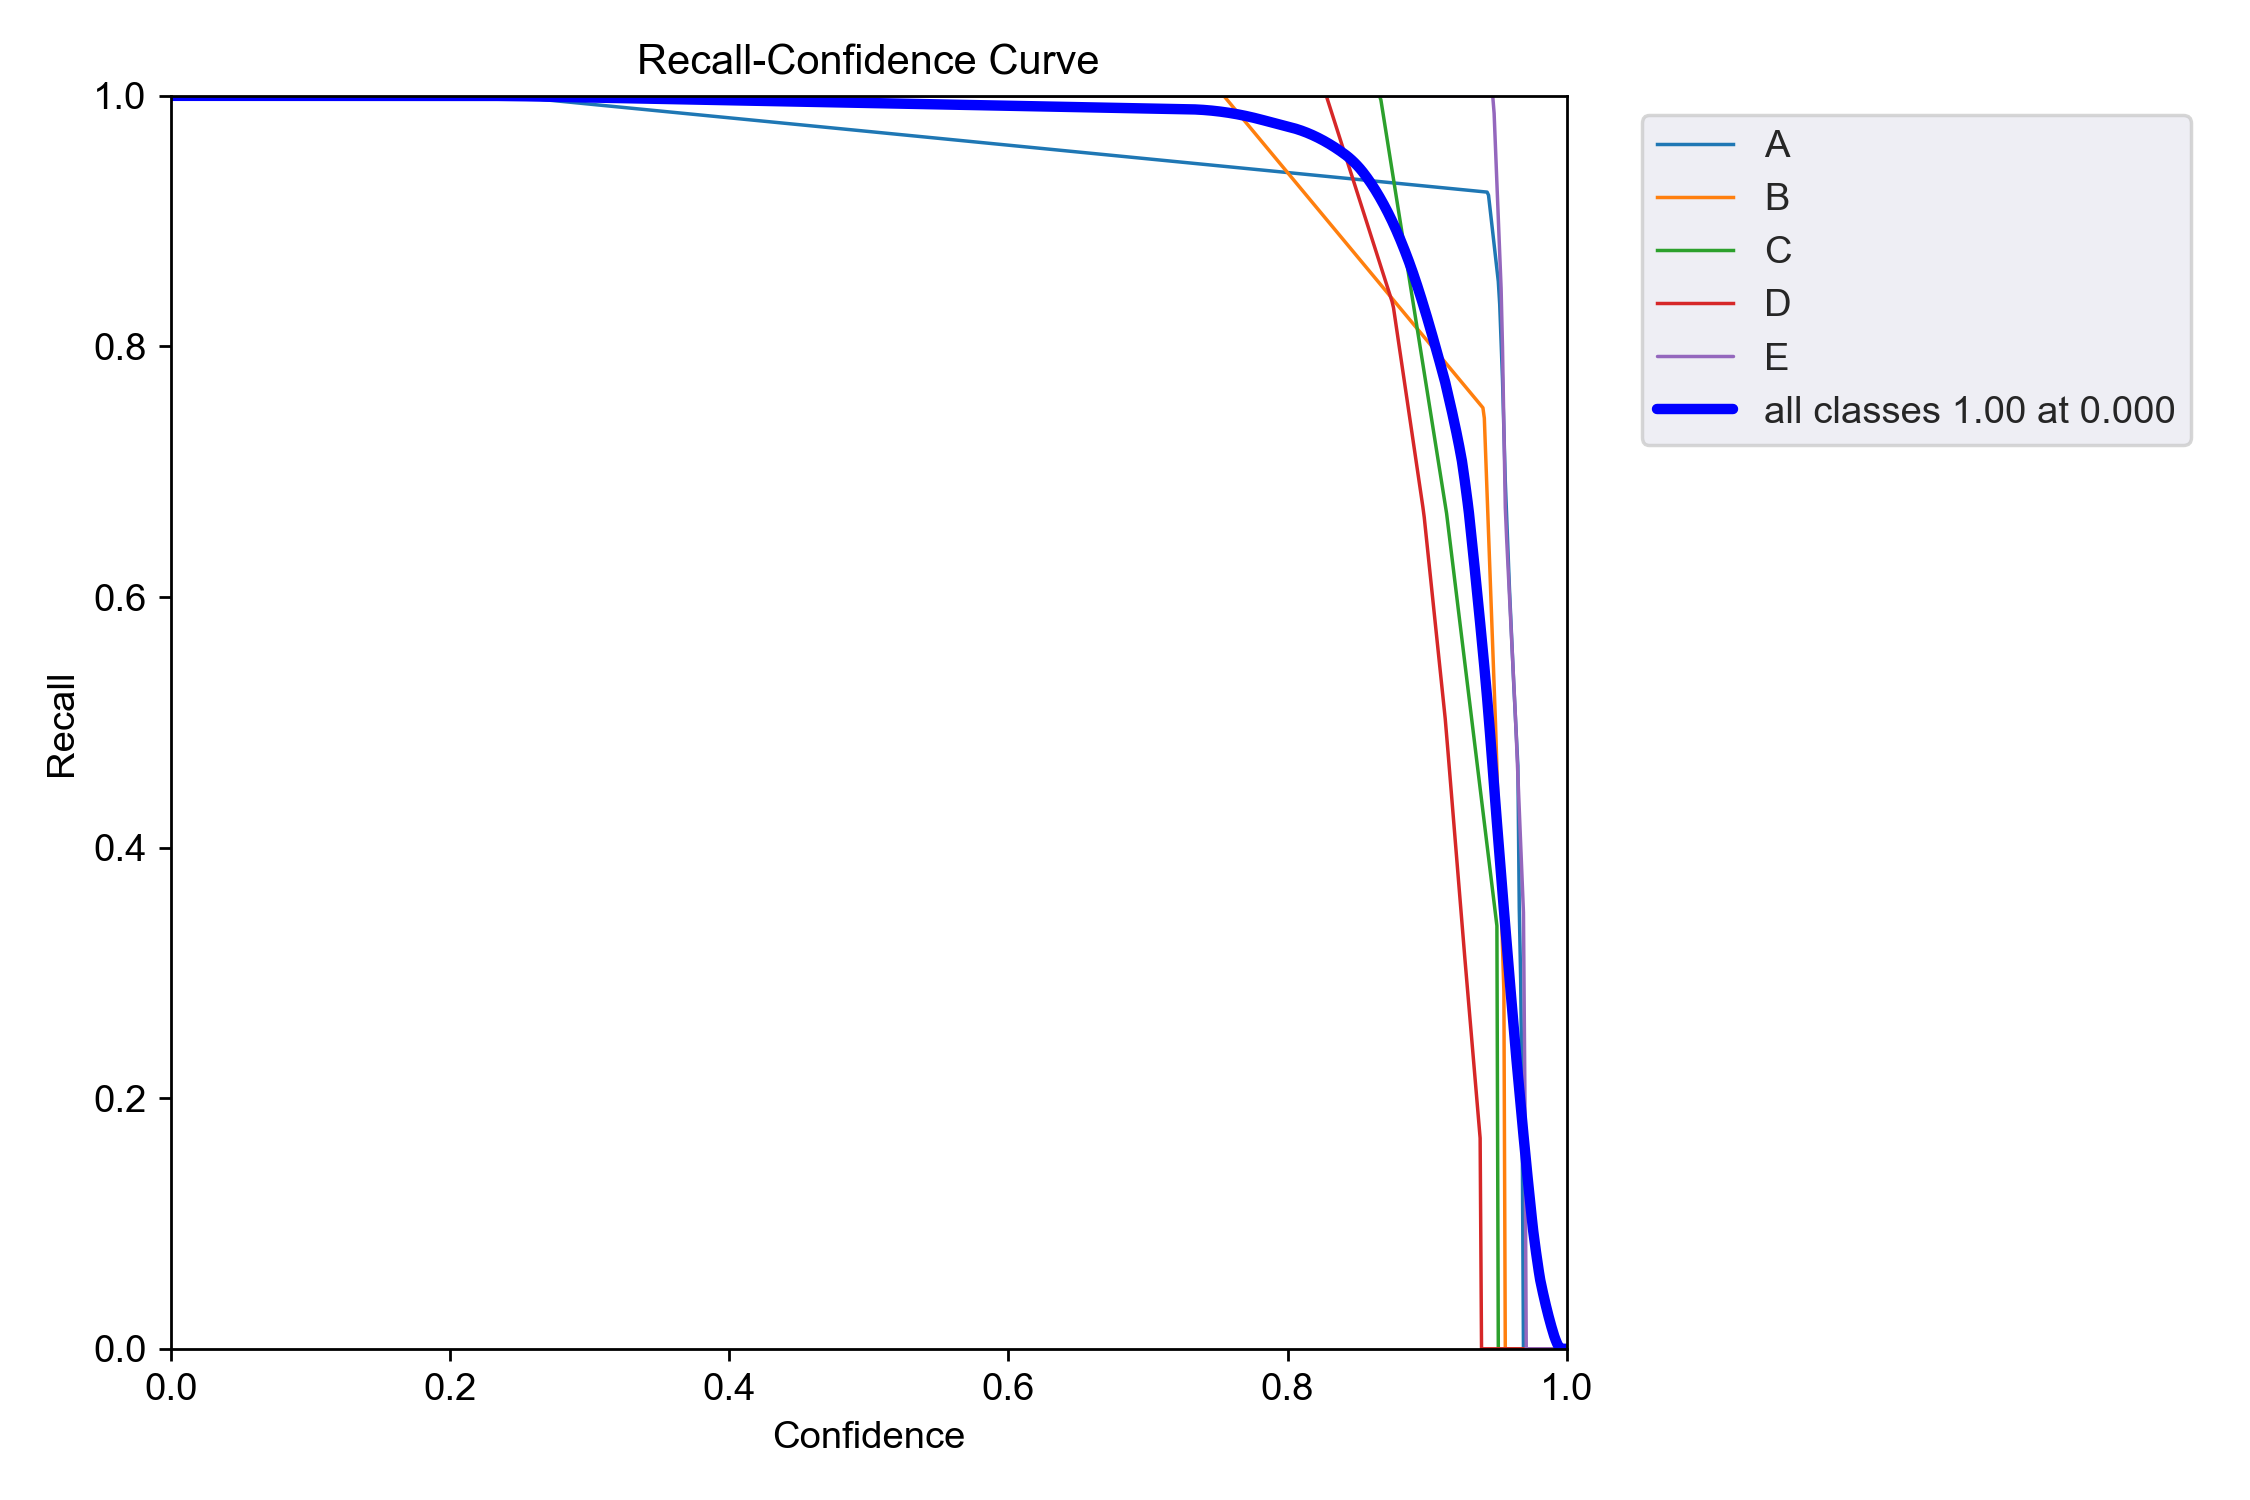 Recall-Confidence Curve
1.0
0.8
0.6
0.4
0.2
0.0
Recall
0.0 0.2 0.4 0.6 0.8 1.0
Confidence
A
B
C
D
E
all classes 1.00 at 0.000